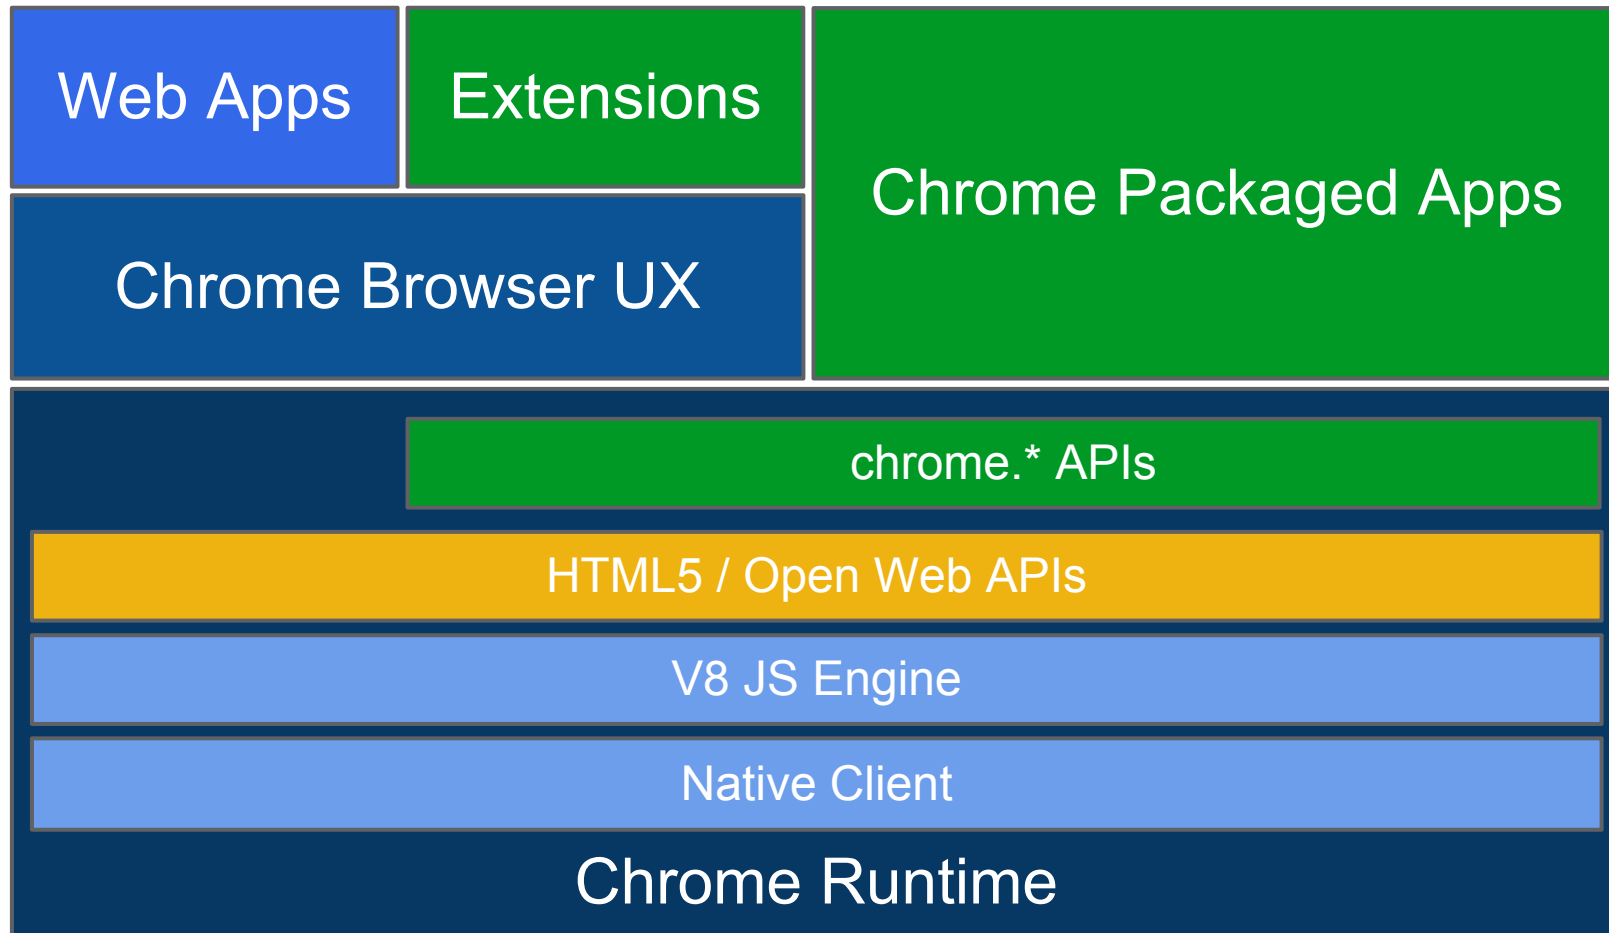 Web Apps
Extensions
Chrome Packaged Apps
Chrome Browser UX
chrome.* APIs
HTML5 / Open Web APIs
V8 JS Engine
Native Client
Chrome Runtime